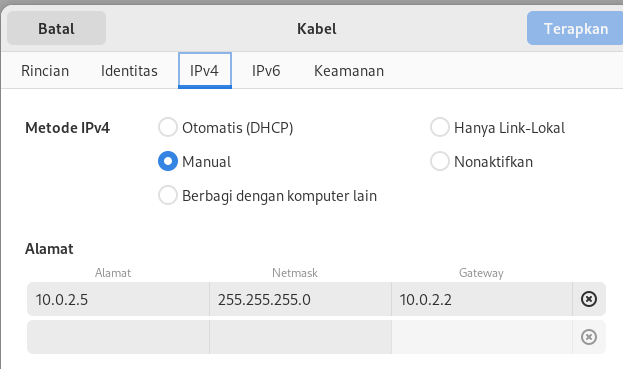 Batal Kabel Terapkan
Rincian Identitas IPv4 IPv6 Keamanan
Metode IPv4 Otomatis (DHCP) Hanya Link-Lokal
Manual Nonaktifkan
Berbagi dengan komputer lain
Alamat
Alamat Netmask Gateway
10.0.2.5 255.255.255.0 10.0.2.2